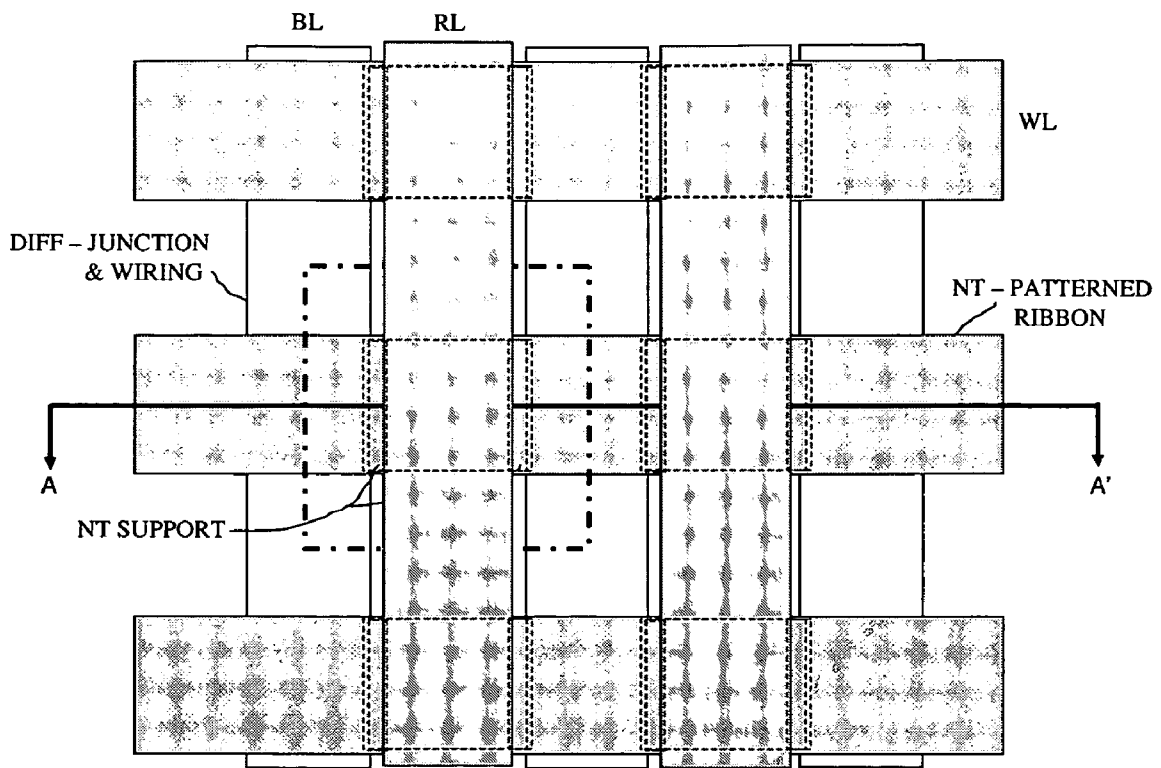 BL
RL
WL
DIFF – JUNCTION
& WIRING
NT – PATTERNED
RIBBON
A
A'
NT SUPPORT